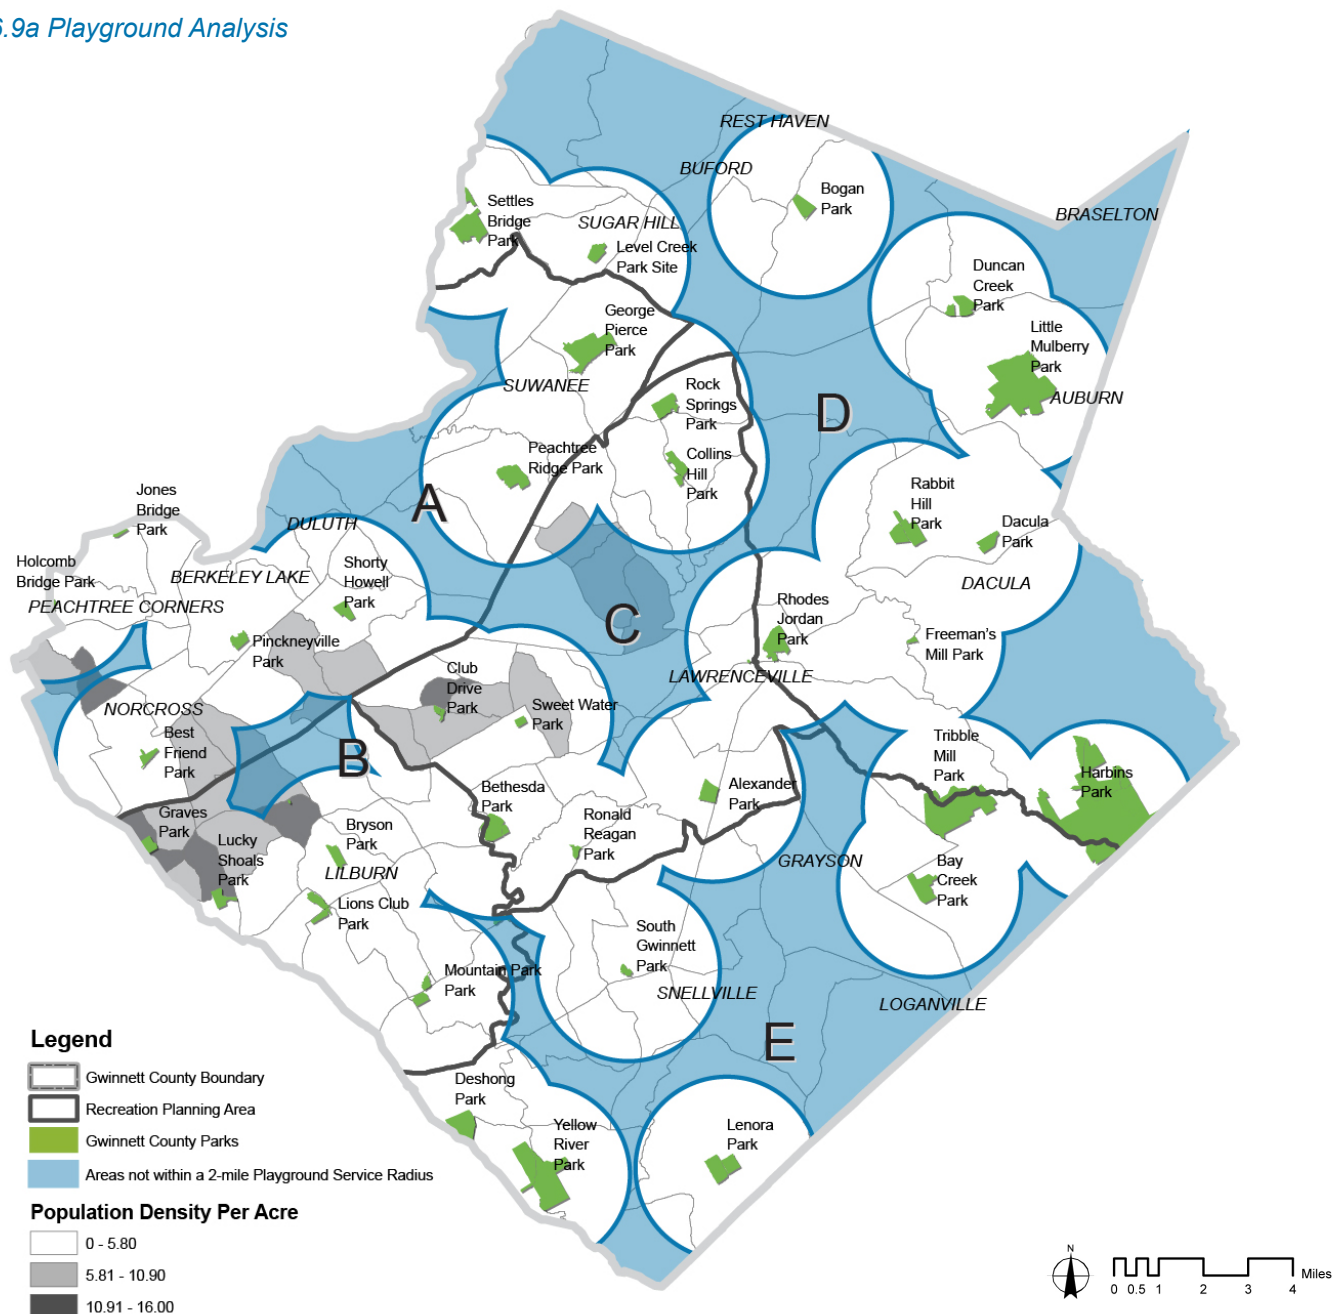 6.9a Playground Analysis
REST HAVEN
BUFORD
Bogan
Park
BRASELTON
Settles
Bridge
Park
SUGAR HILL
Level Creek
Park Site
Duncan
Creek
Park
George
Pierce
Park
Little
Mulberry
Park
AUBURN
SUWANEE
Rock
Springs
Park
D
Peachtree
Ridge Park
Collins
Hill
Park
A
Rabbit
Hill
Park
Dacula
Park
DACULA
Jones
Bridge
Park
DULUTH
Holcomb
Bridge Park
BERKELEY LAKE
Shorty
Howell
Park
PEACHTREE CORNERS
Pinckneyville
Park
C
Rhodes
Jordan
Park
Freeman's
Mill Park
LAWRENCEVILLE
Club
Drive
Park
Sweet Water
Park
NORCROSS
Best
Friend
Park
B
Tribble
Mill
Park
Harbins
Park
Bethesda
Park
Alexander
Park
Graves
Park
Ronald
Reagan
Park
Lucky
Shoals
Park
Bryson
Park
LILBURN
GRAYSON
Bay
Creek
Park
Lions Club
Park
South
Gwinnett
Park
Mountain Park
Park
SNELLVILLE
LOGANVILLE
E
Deshong
Park
Yellow
River
Park
Lenora
Park
Legend
Gwinnett County Boundary
Recreation Planning Area
Gwinnett County Parks
Areas not within a 2-mile Playground Service Radius
Population Density Per Acre
0 - 5.80
5.81 - 10.90
10.91 - 16.00
N
Miles
0 0.5 1 2 3 4